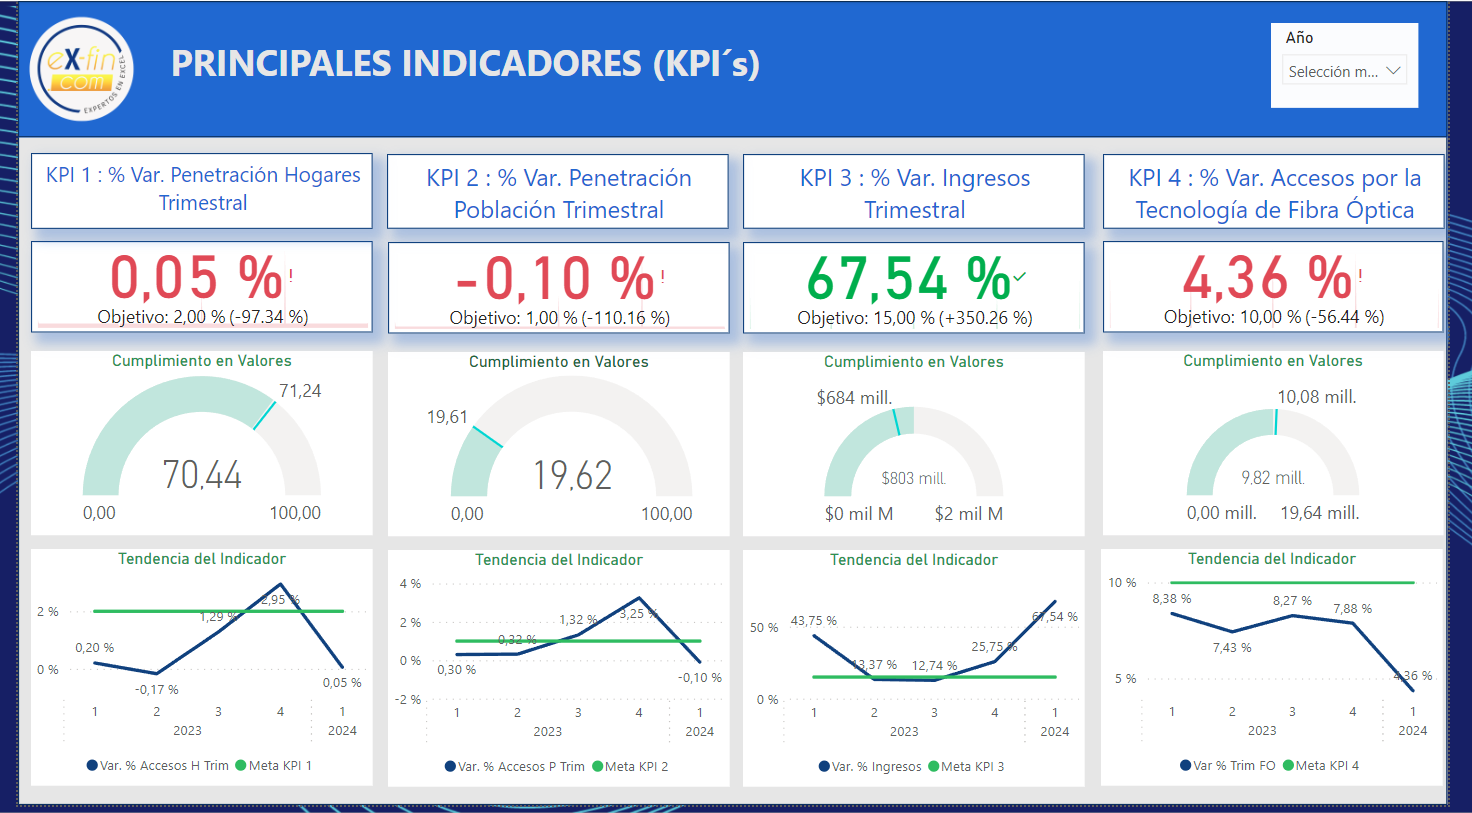 eX-fin
com
EXPERTOS EN EXCEL
PRINCIPALES INDICADORES (KPI´s)
Año
Selección m...
KPI 1 : % Var. Penetración Hogares
Trimestral
KPI 2 : % Var. Penetración
Población Trimestral
KPI 3 : % Var. Ingresos
Trimestral
KPI 4 : % Var. Accesos por la
Tecnología de Fibra Óptica
0,05 %!
Objetivo: 2,00 % (-97.34 %)
-0,10 %!
Objetivo: 1,00 % (-110.16 %)
67,54 %✓
Objetivo: 15,00 % (+350.26 %)
4,36 %!
Objetivo: 10,00 % (-56.44 %)
Cumplimiento en Valores
71,24
70,44
0,00
100,00
Cumplimiento en Valores
19,61
19,62
0,00
100,00
Cumplimiento en Valores
$684 mill.
$803 mill.
$0 mil M
$2 mil M
Cumplimiento en Valores
10,08 mill.
9,82 mill.
0,00 mill.
19,64 mill.
Tendencia del Indicador
2 %
0 %
0,20 %
-0,17 %
1,29 %
2,95 %
0,05 %
1 2 3 4 1
2023 2024
Var. % Accesos H Trim Meta KPI 1
Tendencia del Indicador
4 %
2 %
0 %
-2 %
0,30 %
0,32 %
1,32 %
3,25 %
-0,10 %
1 2 3 4 1
2023 2024
Var. % Accesos P Trim Meta KPI 2
Tendencia del Indicador
50 %
0 %
43,75 %
13,37 %
12,74 %
25,75 %
67,54 %
1 2 3 4 1
2023 2024
Var. % Ingresos Meta KPI 3
Tendencia del Indicador
10 %
5 %
8,38 %
7,43 %
8,27 %
7,88 %
4,36 %
1 2 3 4 1
2023 2024
Var % Trim FO Meta KPI 4